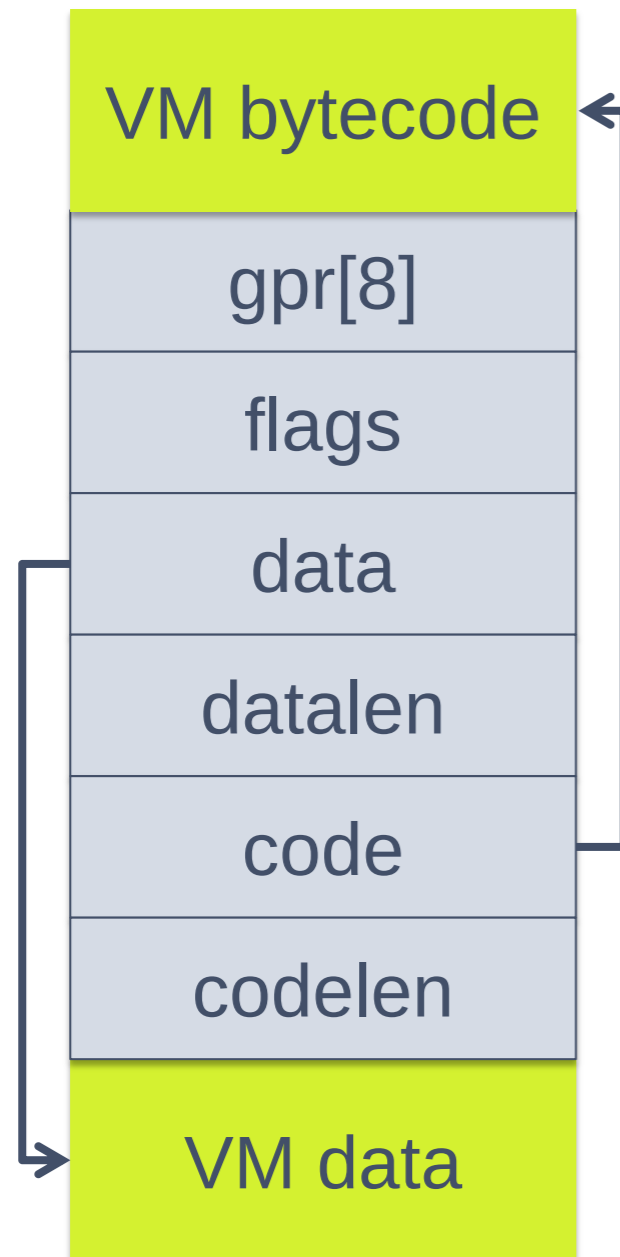 VM bytecode
gpr[8]
flags
data
datalen
code
codelen
VM data